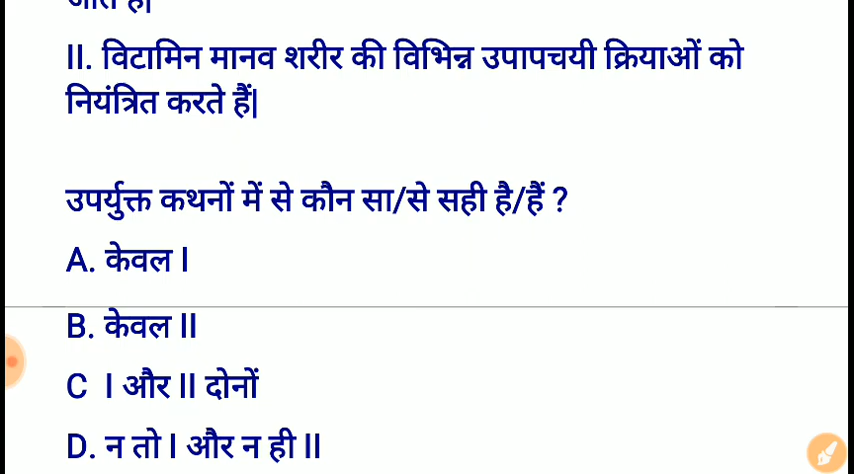 II. विटामिन मानव शरीर की विभिन्न उपापचयी क्रियाओं को
नियंत्रित करते हैं|
उपर्युक्त कथनों में से कौन सा/से सही है/हैं ?
A. केवल I
B. केवल II
C I और II दोनों
D. न तो I और न ही II